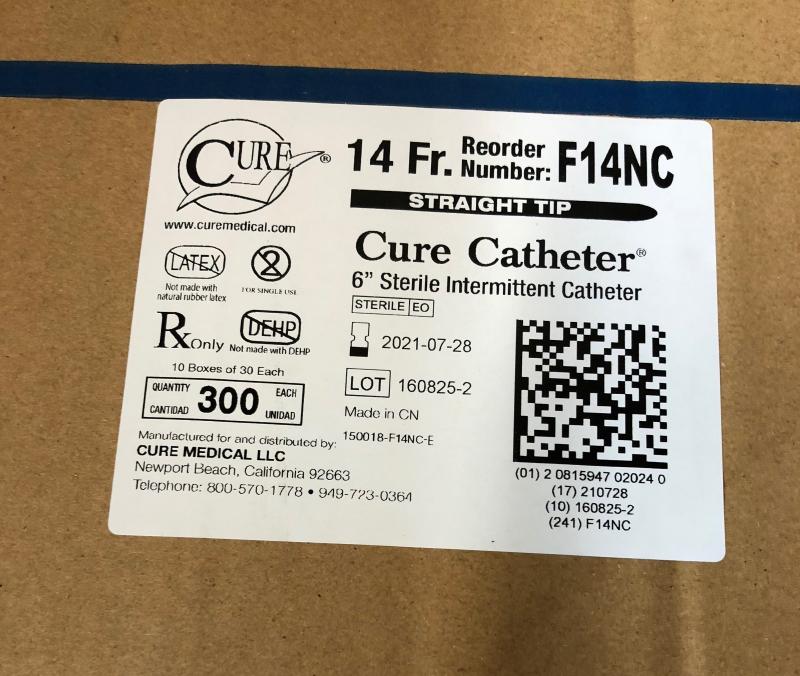 CURE®
www.curemedical.com
14 Fr. Reorder Number: F14NC
STRAIGHT TIP
Cure Catheter®
6” Sterile Intermittent Catheter
STERILE EO
LATEX
Not made with
natural rubber latex
2
FOR SINGLE USE
Rx Only
DEHP
Not made with DEHP
2021-07-28
10 Boxes of 30 Each
QUANTITY
CANTIDAD
300
EACH
UNIDAD
LOT 160825-2
Made in CN
150018-F14NC-E
Manufactured for and distributed by:
CURE MEDICAL LLC
Newport Beach, California 92663
Telephone: 800-570-1778 • 949-723-0364
(01) 2 0815947 02024 0
(17) 210728
(10) 160825-2
(241) F14NC